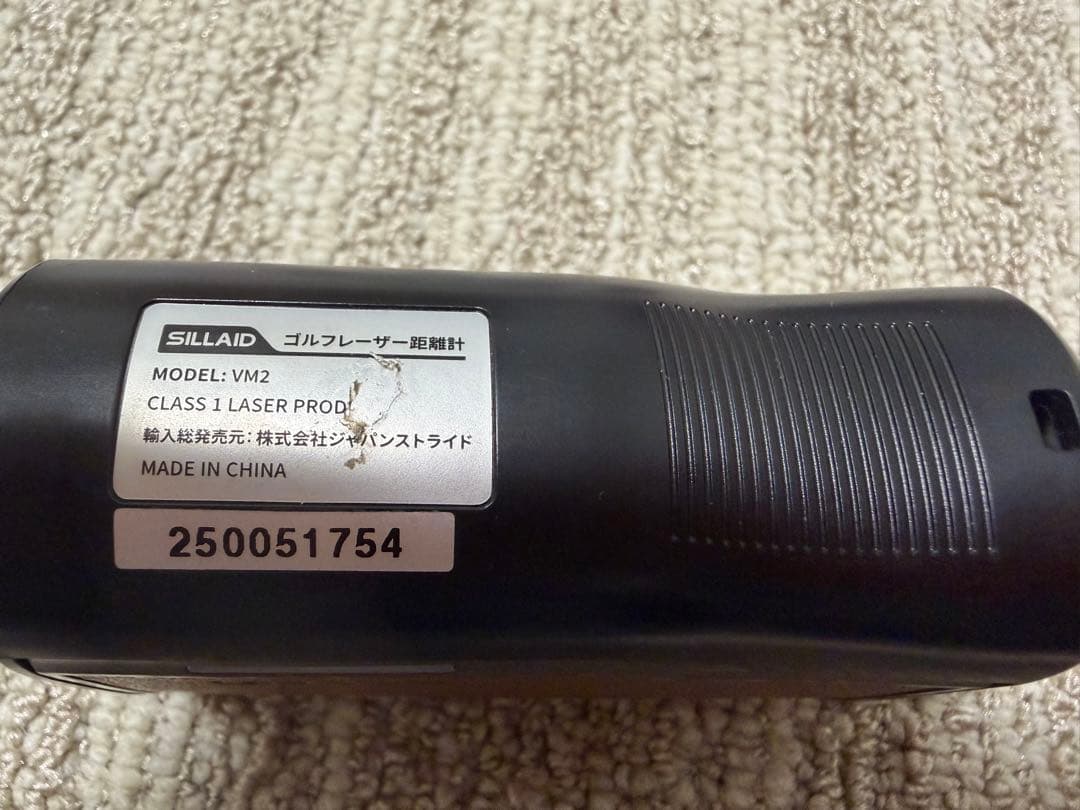 SILLAID ゴルフレーザー距離計
MODEL: VM2
CLASS 1 LASER PROD
輸入総発売元：株式会社ジャパンストライド
MADE IN CHINA
250051754